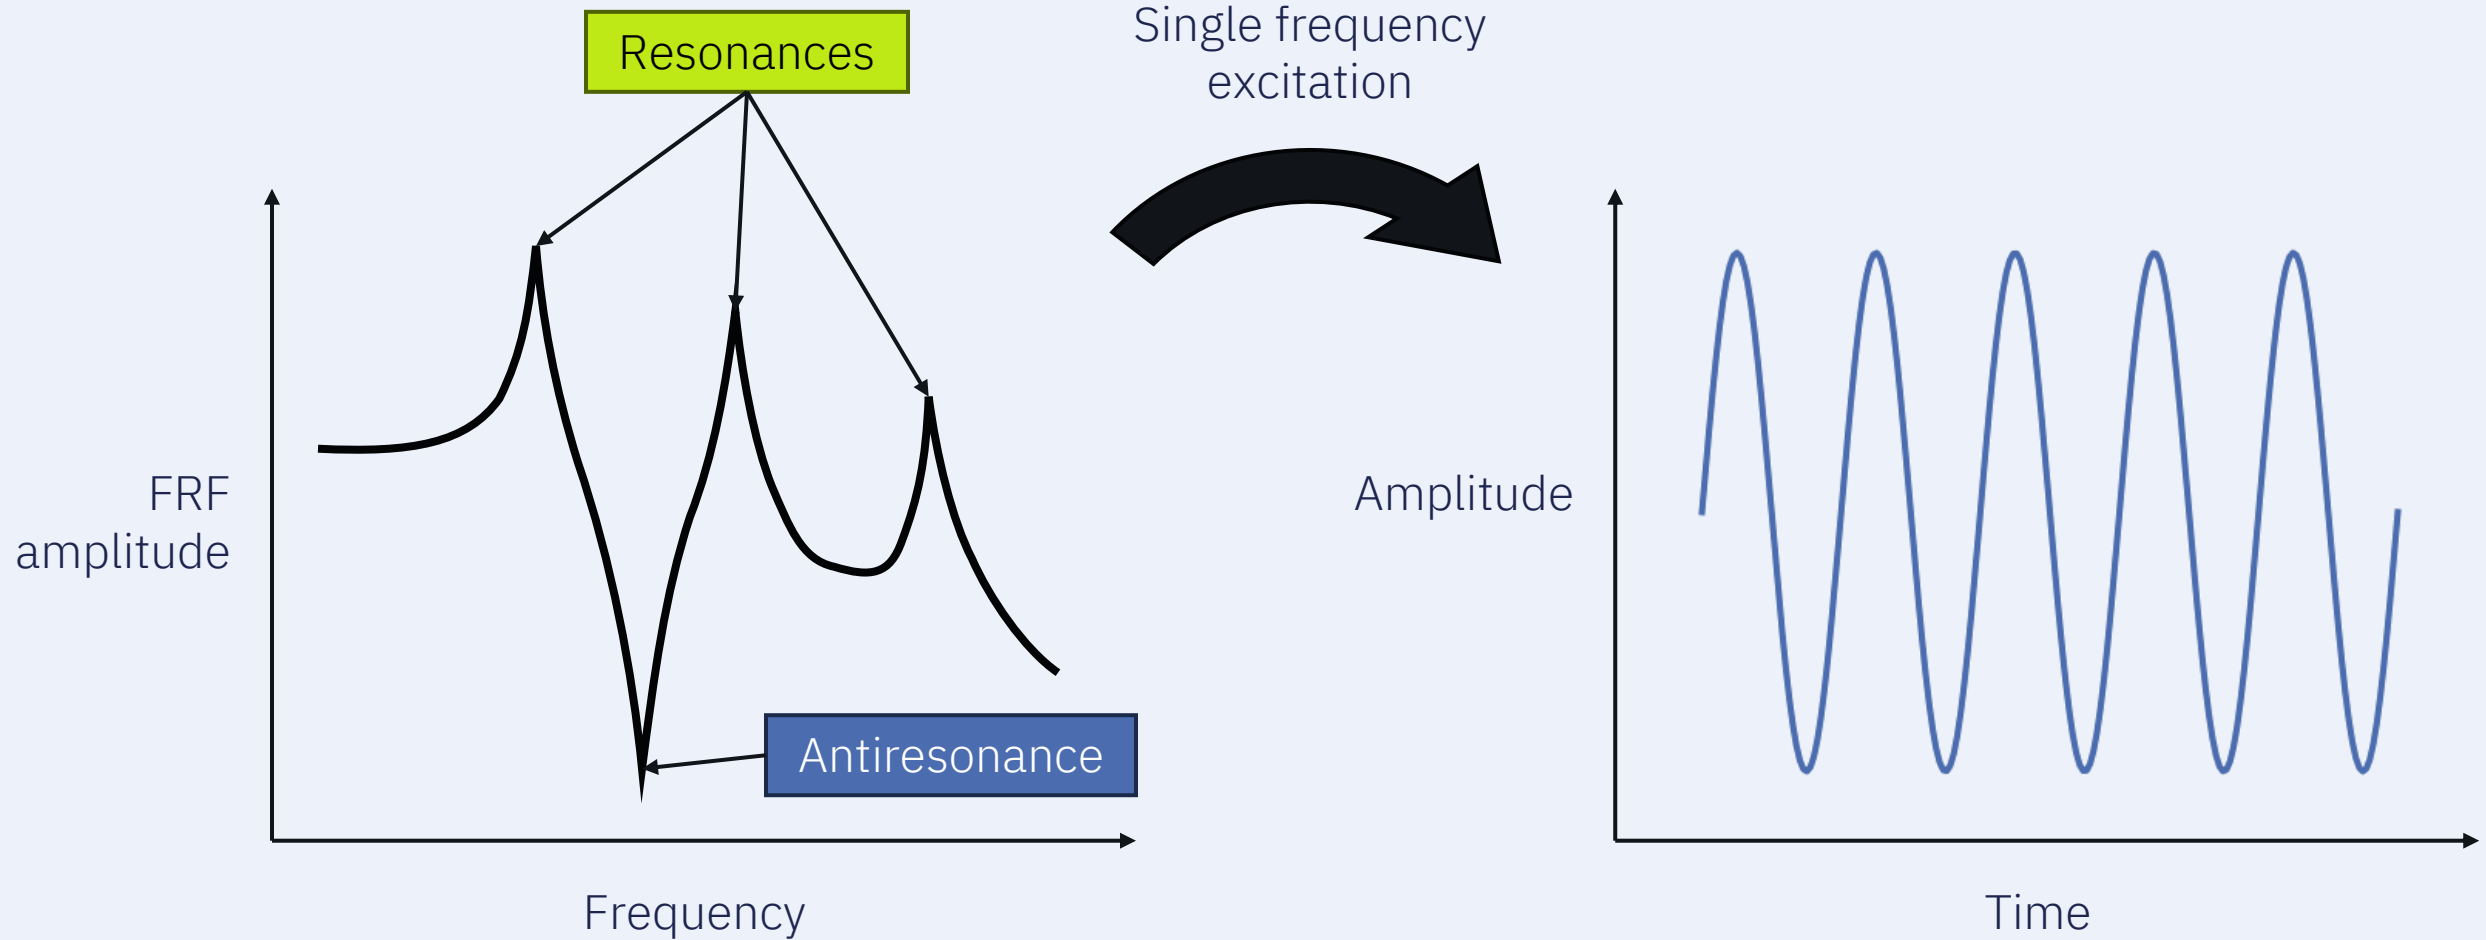 Resonances
Single frequency
excitation
FRF
amplitude
Antiresonance
Frequency
Amplitude
Time